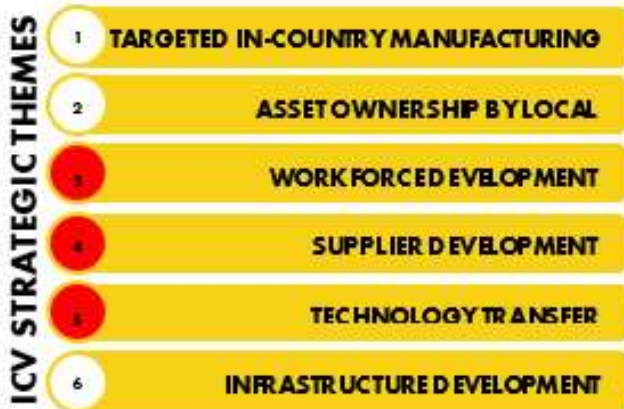 ICV STRATEGIC THEMES
1 TARGETED IN-COUNTRY MANUFACTURING
2 ASSET OWNERSHIP BY LOCAL
3 WORKFORCE DEVELOPMENT
4 SUPPLIER DEVELOPMENT
5 TECHNOLOGY TRANSFER
6 INFRASTRUCTURE DEVELOPMENT